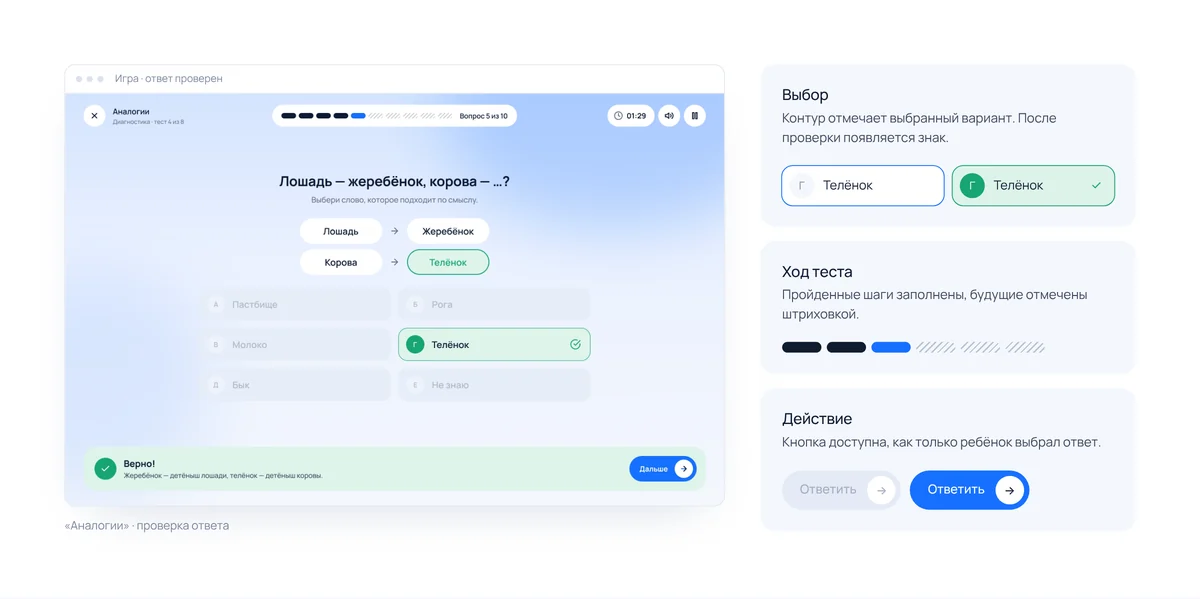 Игра · ответ проверен
Аналогии
Диагностика · тест 4 из 8
Вопрос 5 из 10
01:29
Лошадь — жеребёнок, корова — ...?
Выбери слово, которое подходит по смыслу.
Лошадь → Жеребёнок
Корова → Телёнок
А Пастбище
Б Рога
В Молоко
Г Телёнок
Д Бык
Е Не знаю
Верно!
Жеребёнок — детёныш лошади, телёнок — детёныш коровы.
Дальше →
«Аналогии» · проверка ответа
Выбор
Контур отмечает выбранный вариант. После
проверки появляется знак.
Г Телёнок
Г Телёнок
Ход теста
Пройденные шаги заполнены, будущие отмечены
штриховкой.
Действие
Кнопка доступна, как только ребёнок выбрал ответ.
Ответить →
Ответить →